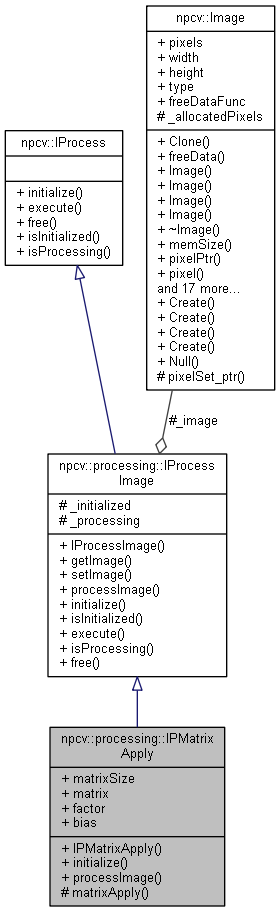 npcv::Image
+ pixels
+ width
+ height
+ type
+ freeDataFunc
# _allocatedPixels
+ Clone()
+ freeData()
+ Image()
+ Image()
+ Image()
+ Image()
+ ~Image()
+ memSize()
+ pixelPtr()
+ pixel()
and 17 more...
+ Create()
+ Create()
+ Create()
+ Create()
+ Null()
# pixelSet_ptr()
npcv::IProcess
+ initialize()
+ execute()
+ free()
+ isInitialized()
+ isProcessing()
#_image
npcv::processing::IProcess
Image
# _initialized
# _processing
+ IProcessImage()
+ getImage()
+ setImage()
+ processImage()
+ initialize()
+ isInitialized()
+ execute()
+ isProcessing()
+ free()
npcv::processing::IPMatrix
Apply
+ matrixSize
+ matrix
+ factor
+ bias
+ IPMatrixApply()
+ initialize()
+ processImage()
# matrixApply()